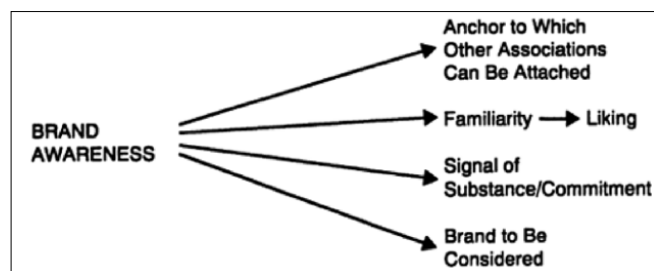 Anchor to Which
Other Associations
Can Be Attached
BRAND
AWARENESS
Familiarity
Liking
Signal of
Substance/Commitment
Brand to Be
Considered